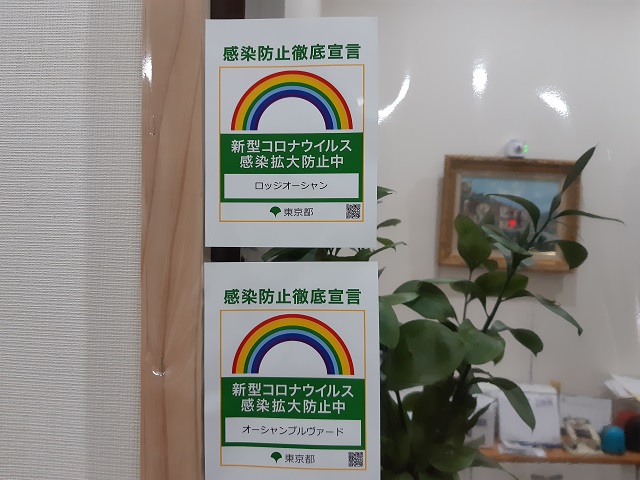 感染防止徹底宣言
新型コロナウイルス
感染拡大防止中
ロッジオーシャン
東京都
感染防止徹底宣言
新型コロナウイルス
感染拡大防止中
オーシャンブルヴァード
東京都